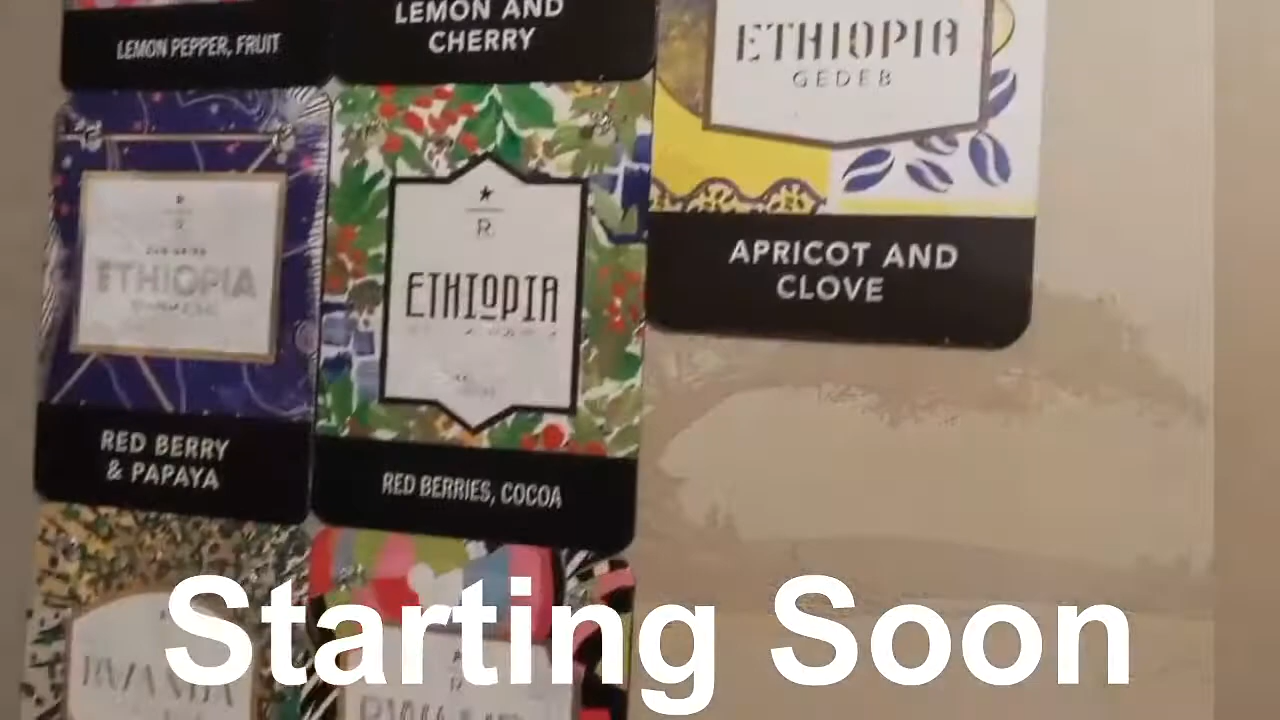 LEMON PEPPER, FRUIT
LEMON AND
CHERRY
ETHIOPIA
GEDEB
APRICOT AND
CLOVE
R
ETHIOPIA
RED BERRY
& PAPAYA
R
ETHIOPIA
RED BERRIES, COCOA
RWANDA
R
Starting Soon